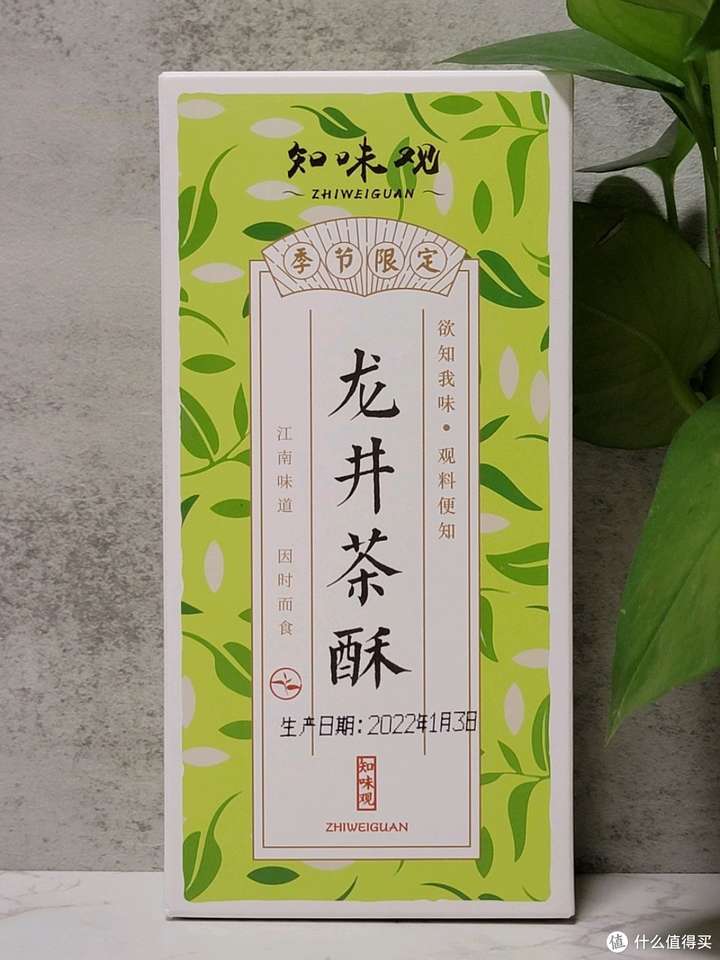 知味观
ZHIWEIGUAN
季节限定
欲知我味·观料便知
龙井茶酥
江南味道 因时而食
生产日期：2022年1月3日
知味观
ZHIWEIGUAN
值 什么值得买